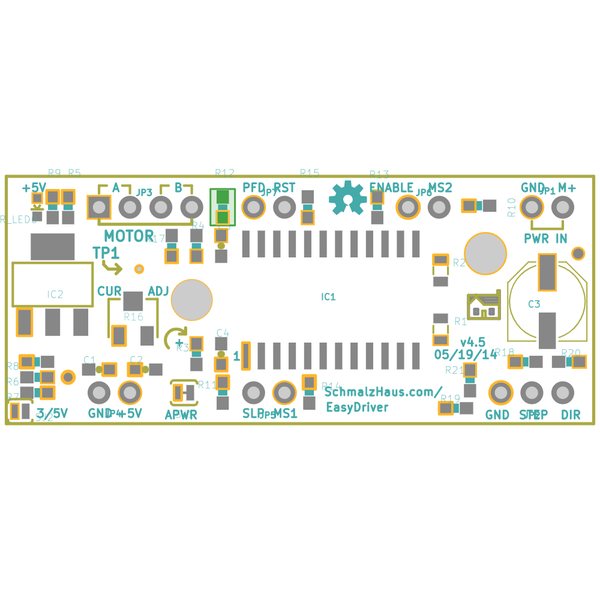 R9 R5 R12 R15 R13
+5V A JP3 B PFD JP7 RST ENABLE JP6 MS2 GND JP1 M+
R_LED R10
MOTOR R4 PWR IN
TP1 R2
CUR ADJ
IC2 IC1 C3
R16 R1
+ R3 C4 v4.5
1 05/19/14
R8 C1 C2 R18 R20
R6 R21
R7 R11 R14 SchmalzHaus.com/
R19 EasyDriver
3/5V GND +5V APWR SLP MS1 GND STEP DIR